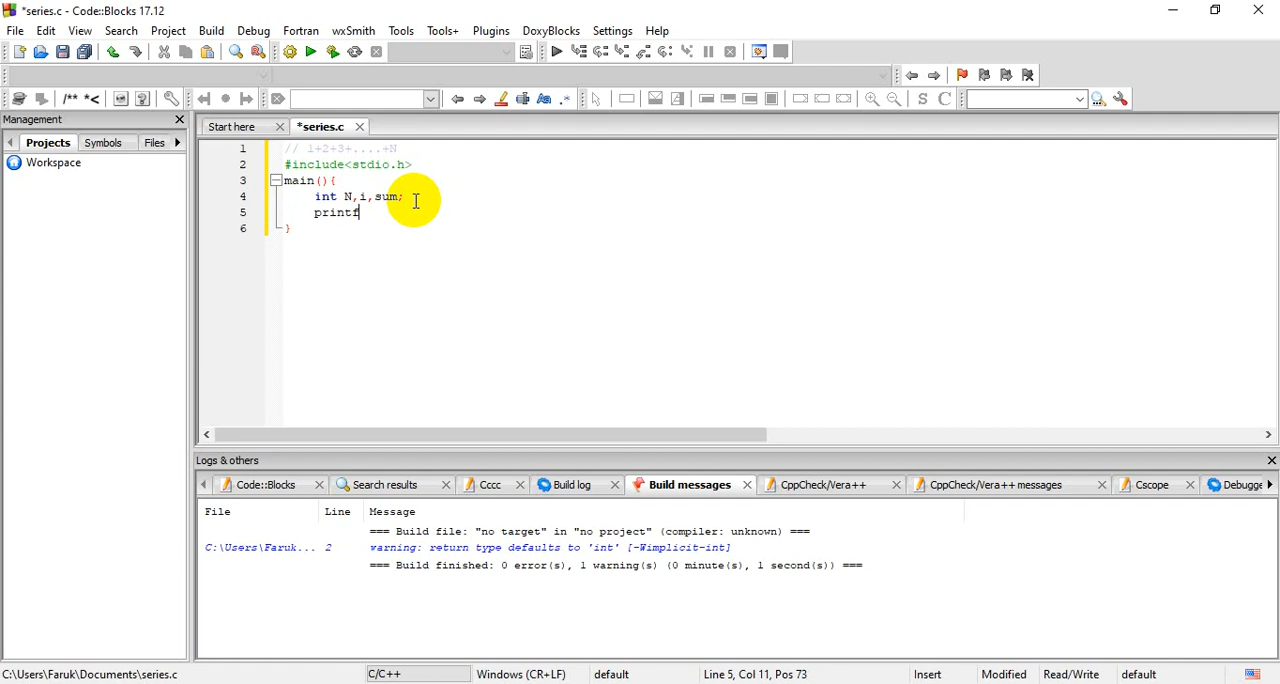 *series.c - Code::Blocks 17.12
File Edit View Search Project Build Debug Fortran wxSmith Tools Tools+ Plugins DoxyBlocks Settings Help
/** *<
S C
Management
Projects Symbols Files
Workspace
Start here *series.c
1 // 1+2+3+....+N
2 #include<stdio.h>
3 main(){
4 int N,i,sum;
5 printf
6 }
Logs & others
Code::Blocks Search results Cccc Build log Build messages CppCheck/Vera++ CppCheck/Vera++ messages Cscope Debugge
File Line Message
=== Build file: "no target" in "no project" (compiler: unknown) ===
C:\Users\Faruk... 2 warning: return type defaults to 'int' [-Wimplicit-int]
=== Build finished: 0 error(s), 1 warning(s) (0 minute(s), 1 second(s)) ===
C:\Users\Faruk\Documents\series.c C/C++ Windows (CR+LF) default Line 5, Col 11, Pos 73 Insert Modified Read/Write default